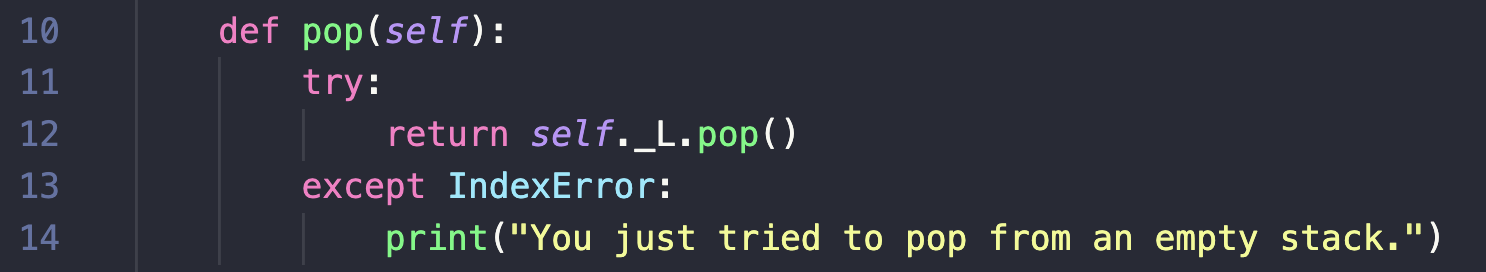 10 def pop(self):
11 try:
12 return self._L.pop()
13 except IndexError:
14 print("You just tried to pop from an empty stack.")